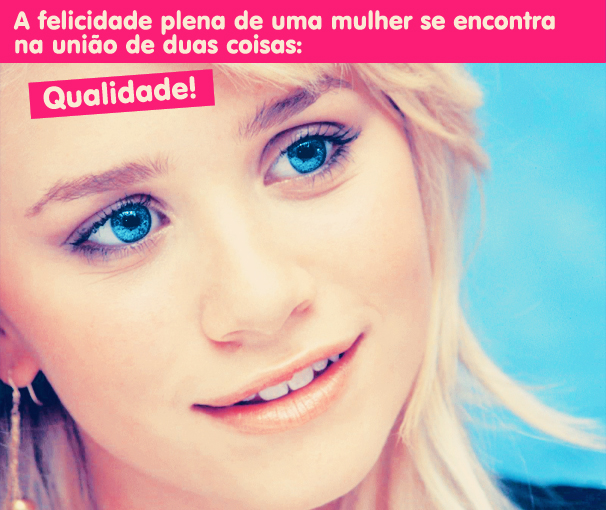 A felicidade plena de uma mulher se encontra
na união de duas coisas:
Qualidade!